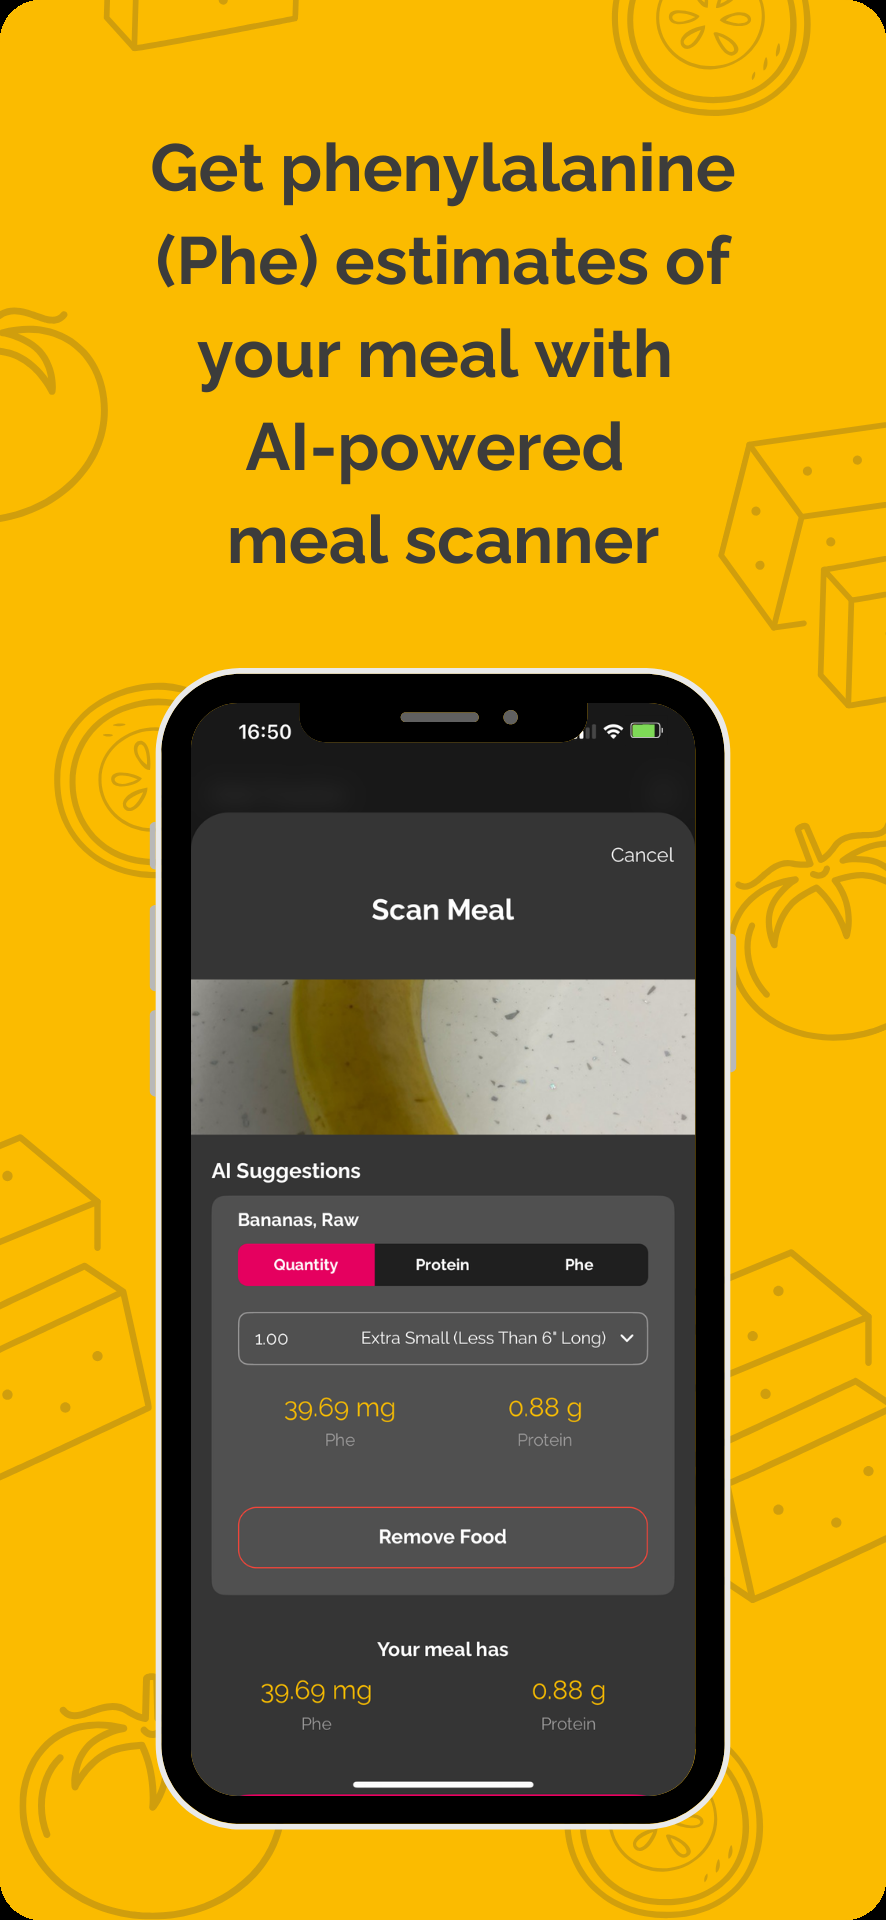 Get phenylalanine
(Phe) estimates of
your meal with
AI-powered
meal scanner
16:50
Cancel
Scan Meal
AI Suggestions
Bananas, Raw
Quantity Protein Phe
1.00 Extra Small (Less Than 6" Long)
39.69 mg 0.88 g
Phe Protein
Remove Food
Your meal has
39.69 mg 0.88 g
Phe Protein